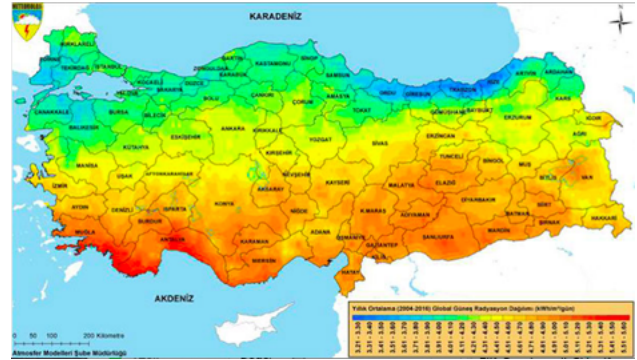 METEOROLOJİ
KARADENİZ
N
KIRKLARELİ
EDİRNE
TEKİRDAĞ
İSTANBUL
KOCAELİ
YALOVA
SAKARYA
DÜZCE
ZONGULDAK
BARTIN
KARABÜK
KASTAMONU
SİNOP
SAMSUN
ORDU
GİRESUN
TRABZON
RİZE
ARTVİN
ARDAHAN
KARS
ÇANAKKALE
BALIKESİR
BURSA
BİLECİK
BOLU
ÇANKIRI
ÇORUM
AMASYA
TOKAT
GÜMÜŞHANE
BAYBURT
ERZURUM
IĞDIR
AĞRI
KÜTAHYA
ESKİŞEHİR
ANKARA
KIRIKKALE
YOZGAT
SİVAS
ERZİNCAN
TUNCELİ
BİNGÖL
MUŞ
MANİSA
UŞAK
AFYONKARAHİSAR
KIRŞEHİR
NEVŞEHİR
KAYSERİ
MALATYA
ELAZIĞ
BİTLİS
VAN
İZMİR
AYDIN
DENİZLİ
ISPARTA
BURDUR
KONYA
AKSARAY
NİĞDE
K.MARAŞ
ADIYAMAN
DİYARBAKIR
BATMAN
SİİRT
ŞIRNAK
HAKKARİ
MUĞLA
ANTALYA
KARAMAN
MERSİN
ADANA
OSMANİYE
GAZİANTEP
KİLİS
ŞANLIURFA
MARDİN
HATAY
AKDENİZ
0 50 100 200 Kilometre
Atmosfer Modelleri Şube Müdürlüğü
Yıllık Ortalama (2004-2016) Global Güneş Radyasyon Dağılımı (kWh/m²gün)